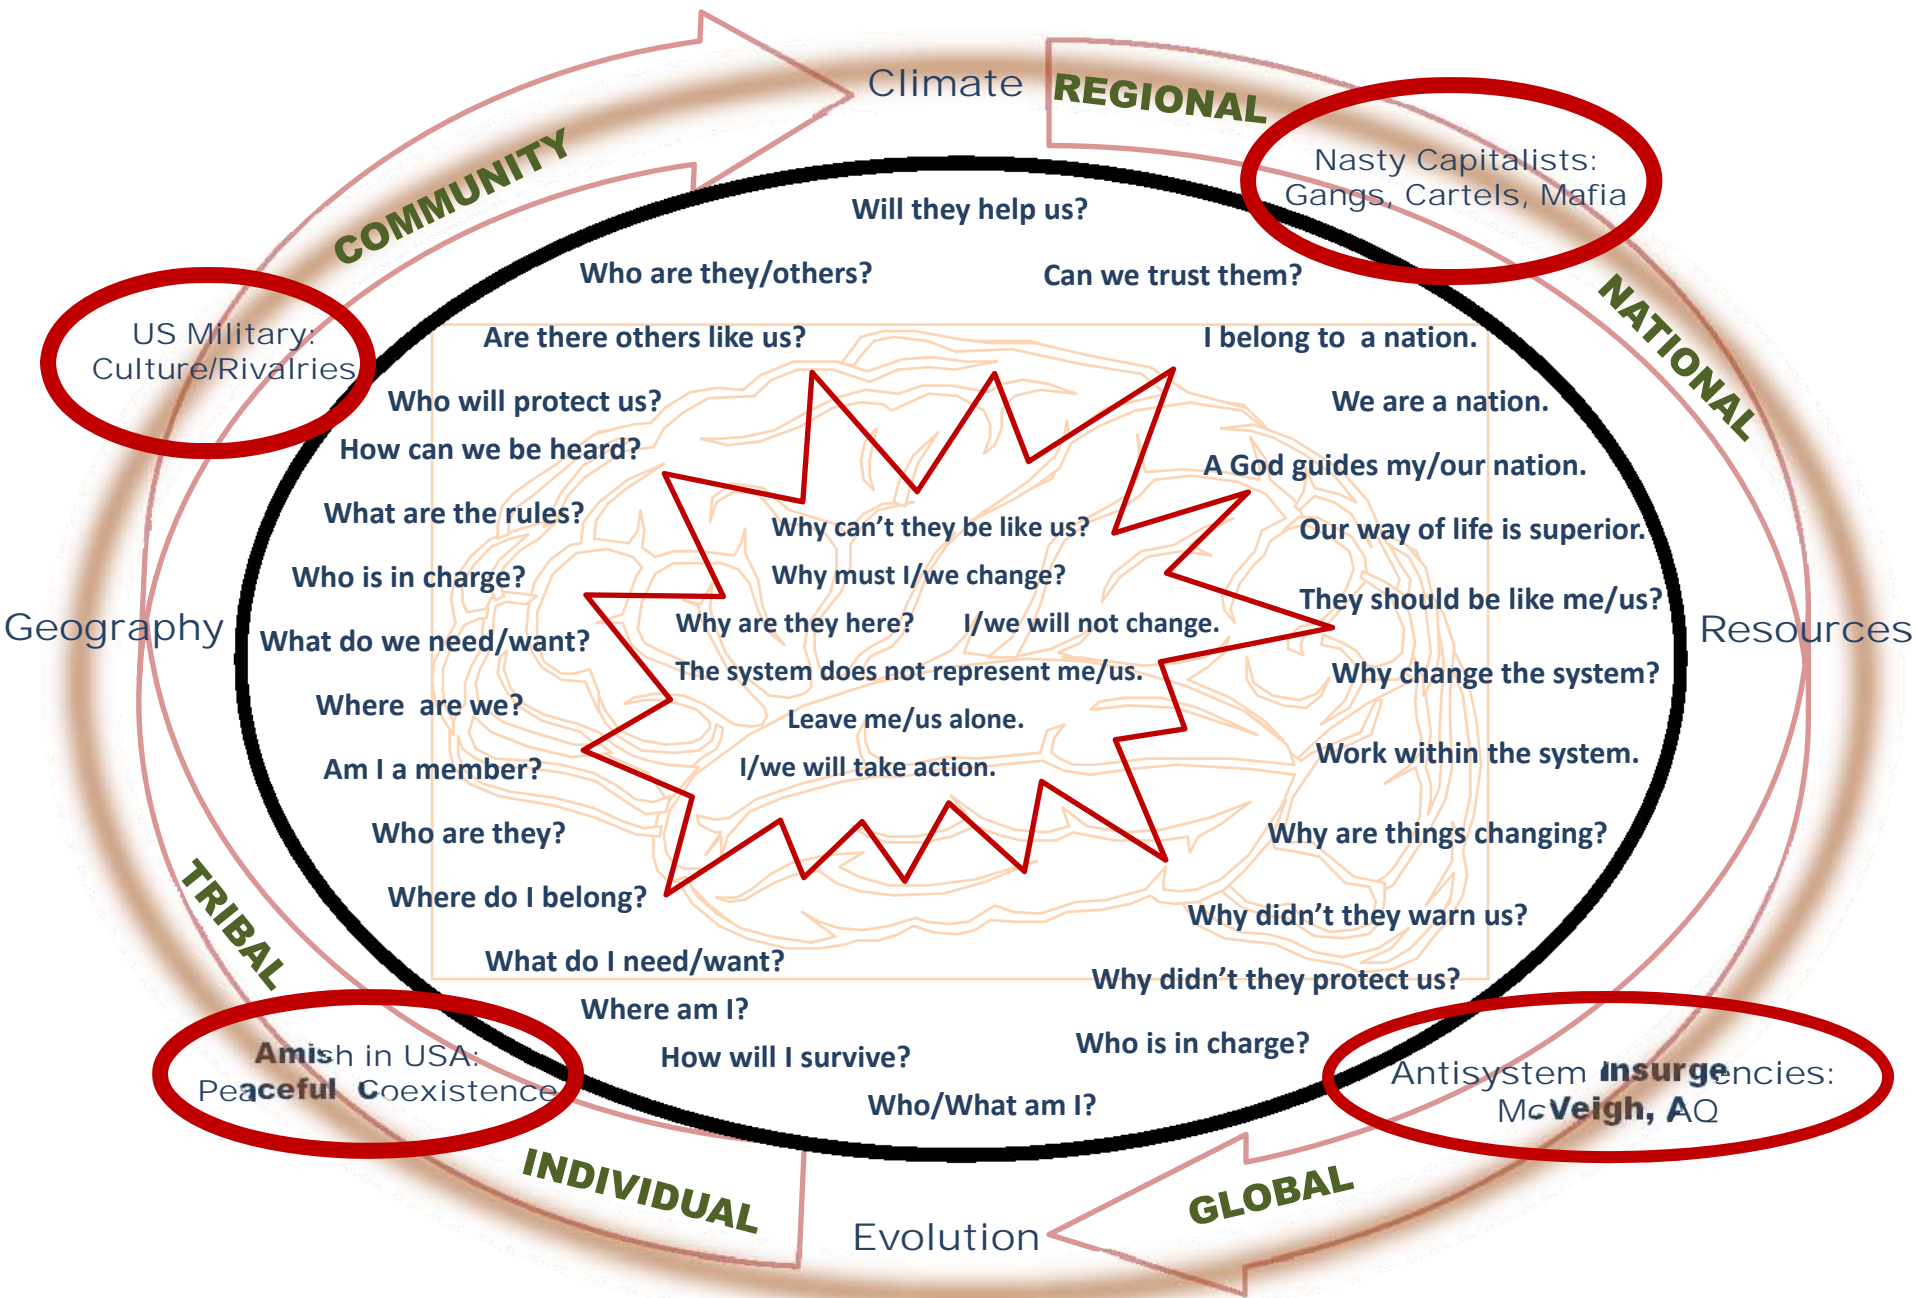 Climate
REGIONAL
COMMUNITY
Nasty Capitalists:
Gangs, Cartels, Mafia
NATIONAL
US Military:
Culture/Rivalries
Will they help us?
Who are they/others?
Can we trust them?
Are there others like us?
I belong to a nation.
Who will protect us?
We are a nation.
How can we be heard?
A God guides my/our nation.
What are the rules?
Why can't they be like us?
Our way of life is superior.
Who is in charge?
Why must I/we change?
They should be like me/us?
Geography
What do we need/want?
Why are they here?
I/we will not change.
Resources
The system does not represent me/us.
Why change the system?
Where are we?
Leave me/us alone.
Work within the system.
Am I a member?
I/we will take action.
Who are they?
Why are things changing?
Where do I belong?
Why didn't they warn us?
TRIBAL
What do I need/want?
Why didn't they protect us?
Where am I?
Who is in charge?
How will I survive?
Amish in USA:
Peaceful Coexistence
Antisystem insurgencies:
McVeigh, AQ
Who/What am I?
INDIVIDUAL
GLOBAL
Evolution